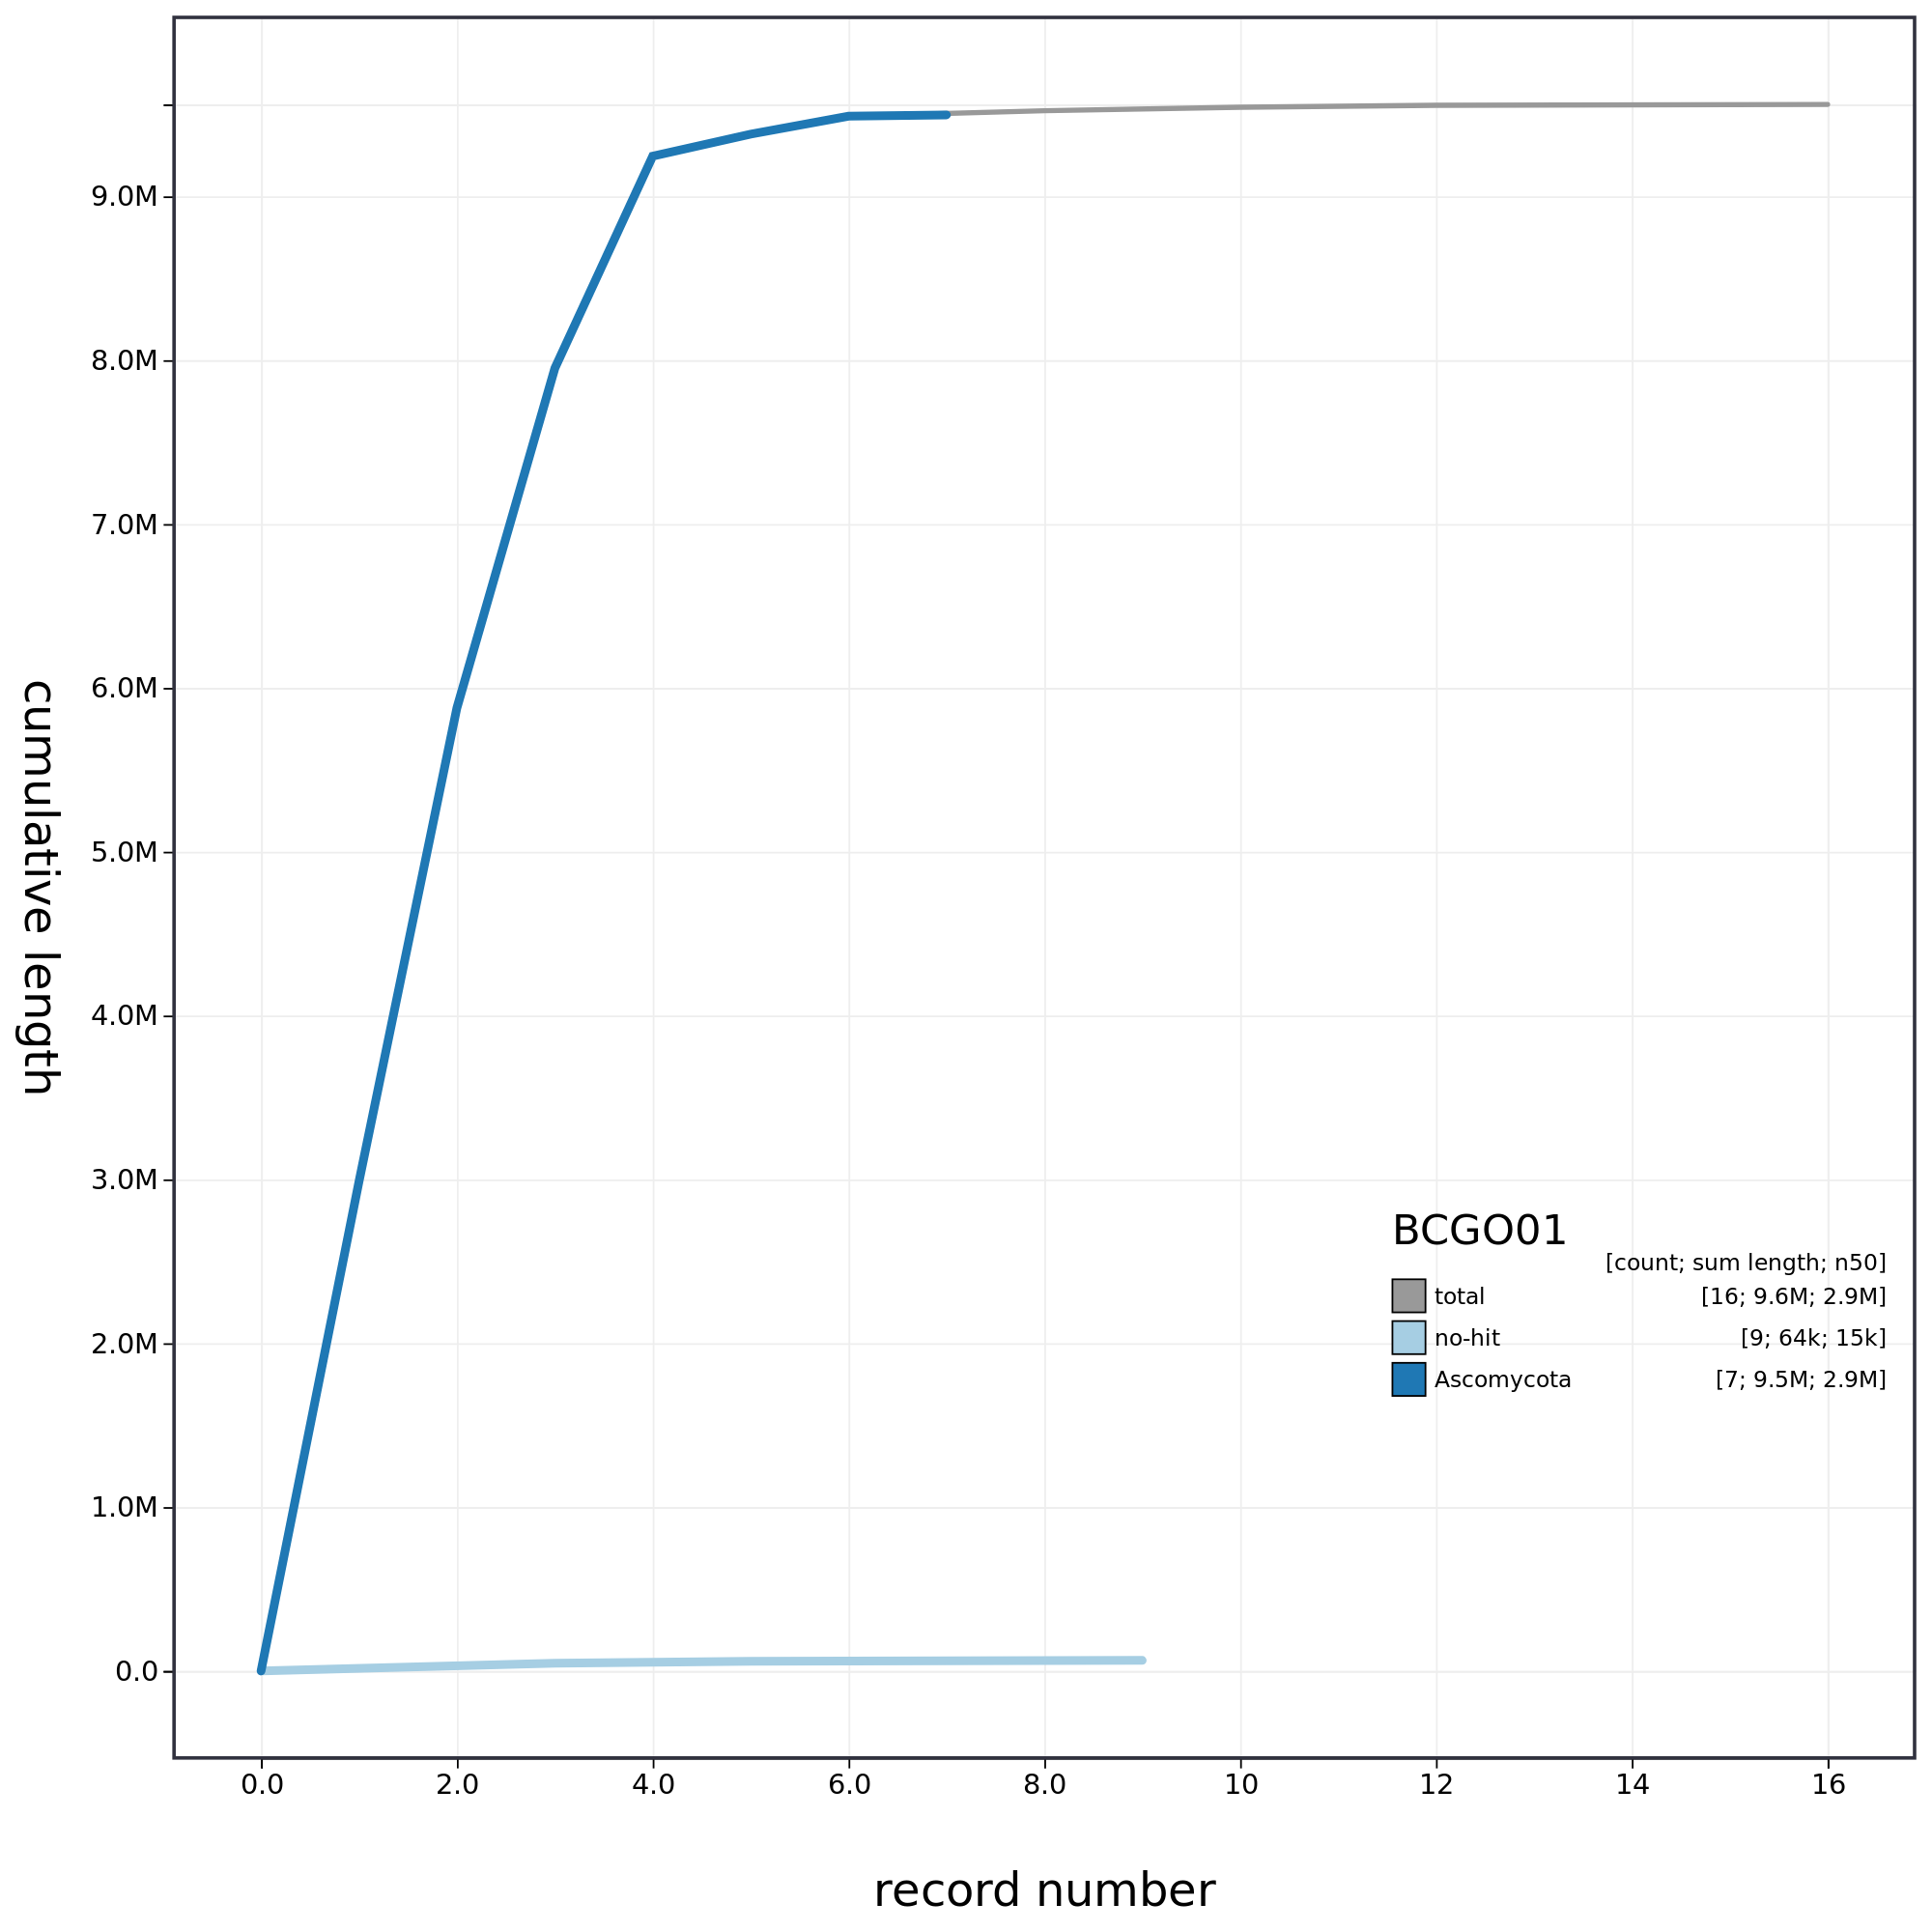 cumulative length
9.0M
8.0M
7.0M
6.0M
5.0M
4.0M
3.0M
2.0M
1.0M
0.0
BCGO01
[count; sum length; n50]
total [16; 9.6M; 2.9M]
no-hit [9; 64k; 15k]
Ascomycota [7; 9.5M; 2.9M]
0.0 2.0 4.0 6.0 8.0 10 12 14 16
record number